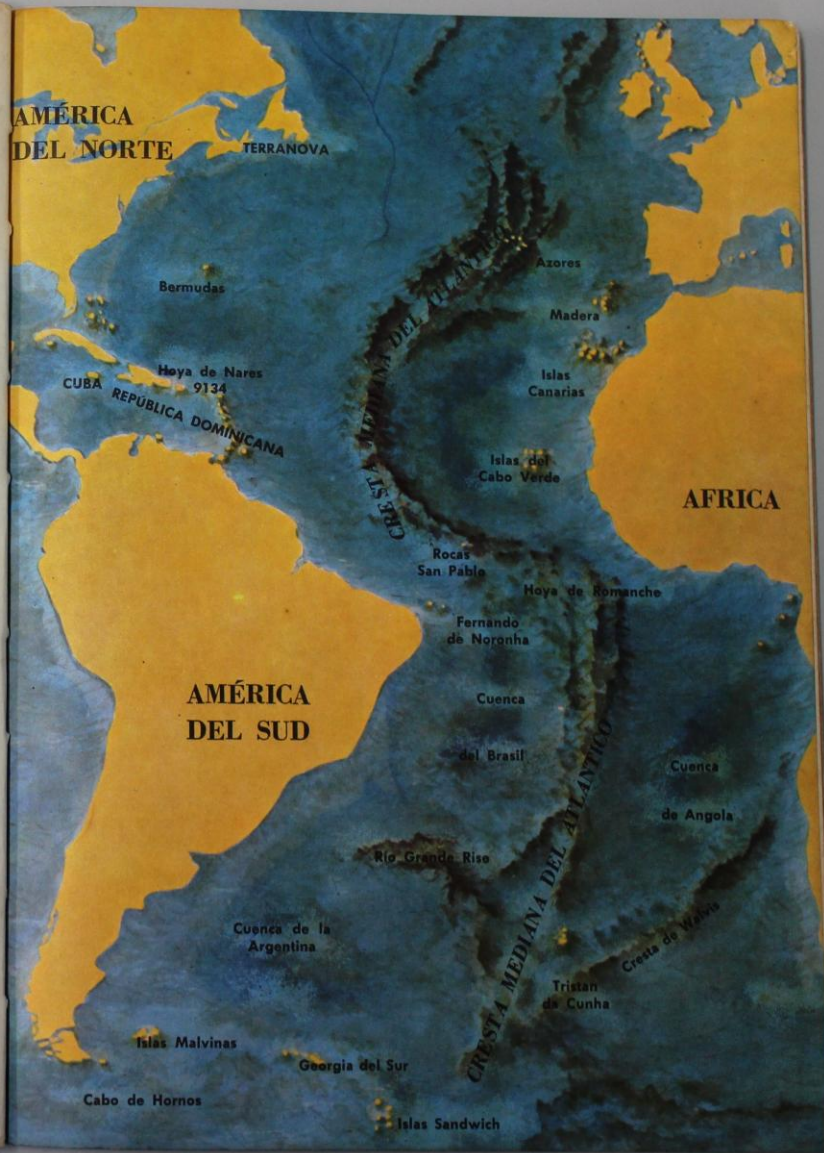 AMÉRICA
DEL NORTE
TERRANOVA
Azores
Bermudas
Madera
CRESTA MEDIANA DEL ATLANTICO
Hoya de Nares
9134
CUBA
REPÚBLICA DOMINICANA
Islas
Canarias
Islas del
Cabo Verde
AFRICA
Rocas
San Pablo
Hoya de Romanche
Fernando
de Noronha
AMÉRICA
DEL SUD
Cuenca
del Brasil
Cuenca
de Angola
CRESTA MEDIANA DEL ATLANTICO
Río Grande Rise
Cuenca de la
Argentina
Cresta de Walvis
Tristan
da Cunha
Islas Malvinas
Georgia del Sur
Cabo de Hornos
Islas Sandwich